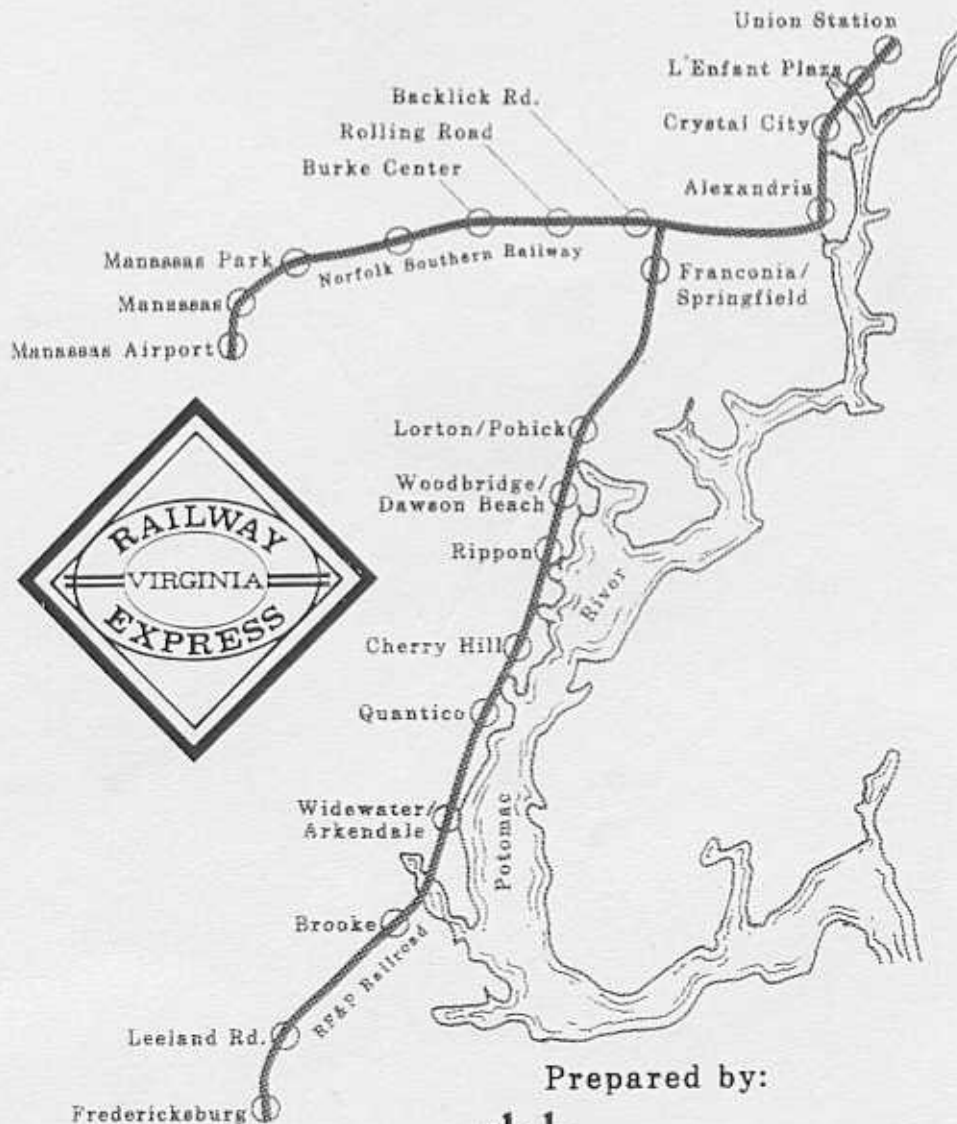 Union Station
L'Enfant Plaza
Crystal City
Alexandria
Backlick Rd.
Rolling Road
Burke Center
Manassas Park
Norfolk Southern Railway
Manassas
Manassas Airport
Franconia/
Springfield
Lorton/Pohick
Woodbridge/
Dawson Beach
Rippon
River
RAILWAY
VIRGINIA
EXPRESS
Cherry Hill
Quantico
Widewater/
Arkendale
Potomac
Brooke
RF&P Railroad
Leeland Rd.
Fredericksburg
Prepared by: